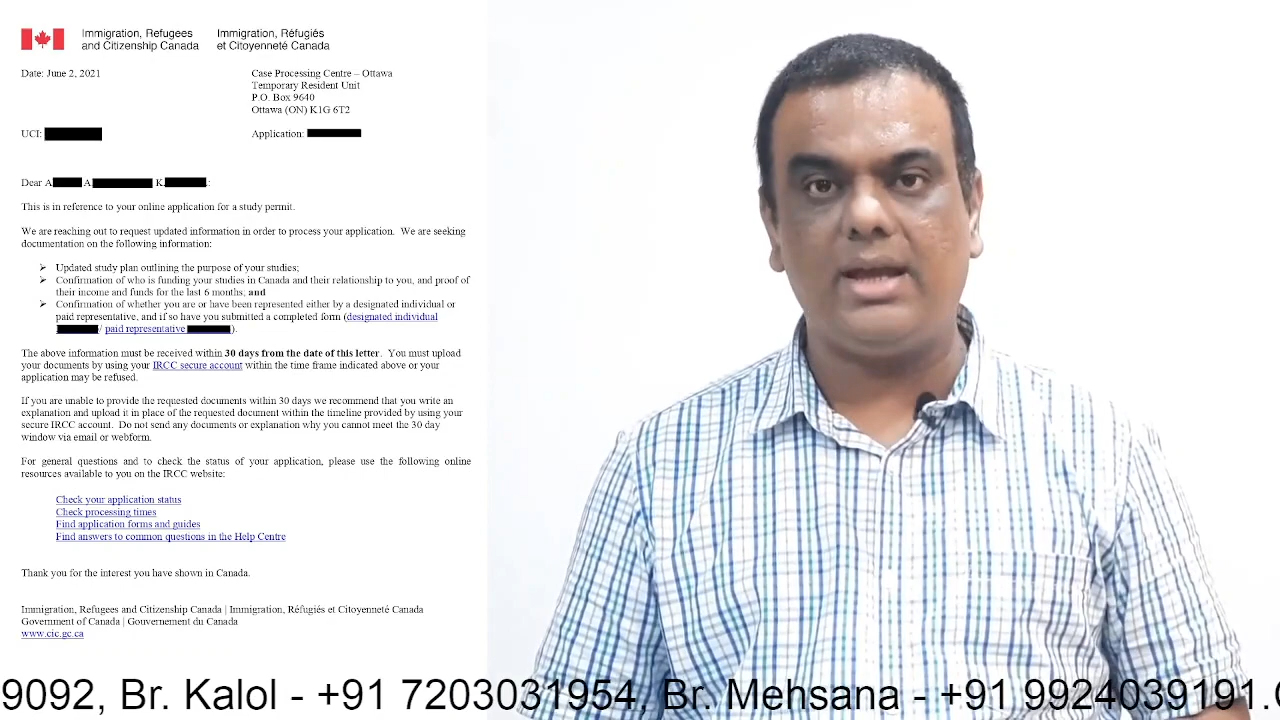 Immigration, Refugees
and Citizenship Canada
Immigration, Réfugiés
et Citoyenneté Canada
Date: June 2, 2021
Case Processing Centre – Ottawa
Temporary Resident Unit
P.O. Box 9640
Ottawa (ON) K1G 6T2
UCI:
Application:
Dear A A K :
This is in reference to your online application for a study permit.
We are reaching out to request updated information in order to process your application. We are seeking
documentation on the following information:
➢ Updated study plan outlining the purpose of your studies;
➢ Confirmation of who is funding your studies in Canada and their relationship to you, and proof of
their income and funds for the last 6 months; and
➢ Confirmation of whether you are or have been represented either by a designated individual or
paid representative, and if so have you submitted a completed form (designated individual
/ paid representative ).
The above information must be received within 30 days from the date of this letter. You must upload
your documents by using your IRCC secure account within the time frame indicated above or your
application may be refused.
If you are unable to provide the requested documents within 30 days we recommend that you write an
explanation and upload it in place of the requested document within the timeline provided by using your
secure IRCC account. Do not send any documents or explanation why you cannot meet the 30 day
window via email or webform.
For general questions and to check the status of your application, please use the following online
resources available to you on the IRCC website:
Check your application status
Check processing times
Find application forms and guides
Find answers to common questions in the Help Centre
Thank you for the interest you have shown in Canada.
Immigration, Refugees and Citizenship Canada | Immigration, Réfugiés et Citoyenneté Canada
Government of Canada | Gouvernement du Canada
www.cic.gc.ca
9092, Br. Kalol - +91 7203031954, Br. Mehsana - +91 9924039191.